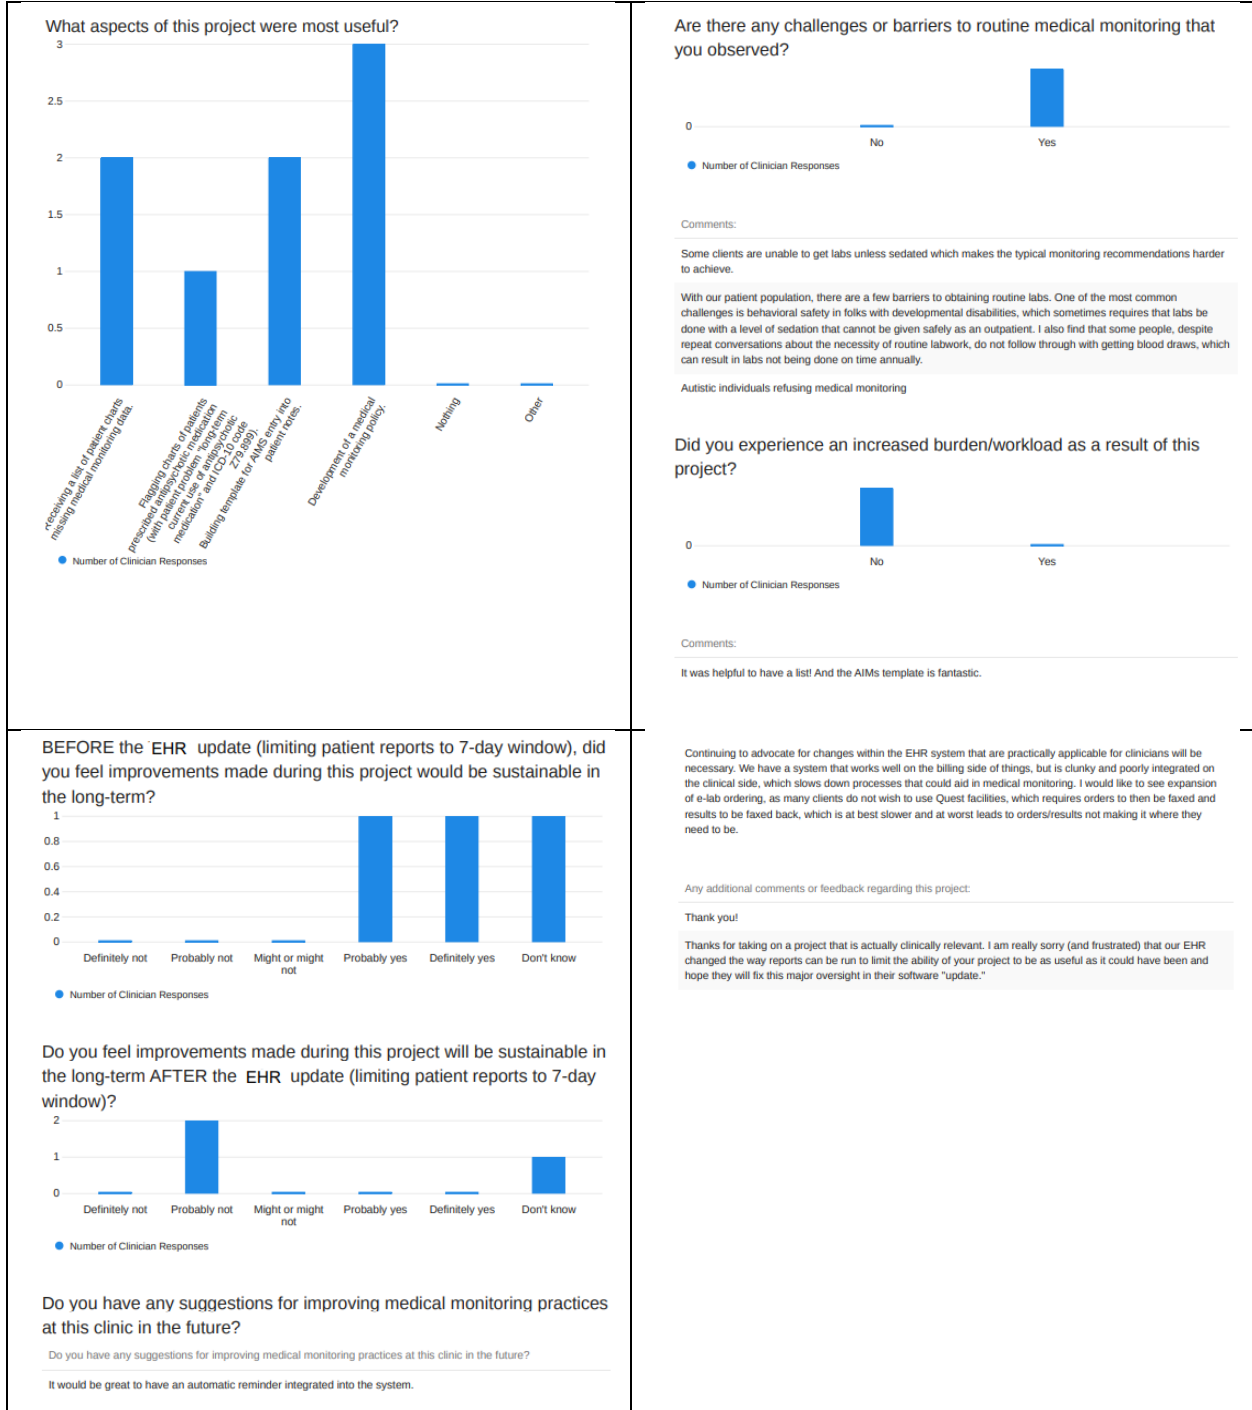 What aspects of this project were most useful?
3
2.5
2
1.5
1
0.5
0
Receiving a list of patient charts
missing medical monitoring data.
Flagging charts of patients
prescribed antipsychotic medication
(with patient problem "long-term
current use of antipsychotic
medication" and ICD-10 code
Z79.899).
Building template for AIMS entry into
patient notes.
Development of a medical
monitoring policy.
Nothing
Other
Number of Clinician Responses
Are there any challenges or barriers to routine medical monitoring that
you observed?
0
No
Yes
Number of Clinician Responses
Comments:
Some clients are unable to get labs unless sedated which makes the typical monitoring recommendations harder
to achieve.
With our patient population, there are a few barriers to obtaining routine labs. One of the most common
challenges is behavioral safety in folks with developmental disabilities, which sometimes requires that labs be
done with a level of sedation that cannot be given safely as an outpatient. I also find that some people, despite
repeat conversations about the necessity of routine labwork, do not follow through with getting blood draws, which
can result in labs not being done on time annually.
Autistic individuals refusing medical monitoring
Did you experience an increased burden/workload as a result of this
project?
0
No
Yes
Number of Clinician Responses
Comments:
It was helpful to have a list! And the AIMs template is fantastic.
BEFORE the EHR update (limiting patient reports to 7-day window), did
you feel improvements made during this project would be sustainable in
the long-term?
1
0.8
0.6
0.4
0.2
0
Definitely not
Probably not
Might or might
not
Probably yes
Definitely yes
Don't know
Number of Clinician Responses
Do you feel improvements made during this project will be sustainable in
the long-term AFTER the EHR update (limiting patient reports to 7-day
window)?
2
1
0
Definitely not
Probably not
Might or might
not
Probably yes
Definitely yes
Don't know
Number of Clinician Responses
Do you have any suggestions for improving medical monitoring practices
at this clinic in the future?
Do you have any suggestions for improving medical monitoring practices at this clinic in the future?
It would be great to have an automatic reminder integrated into the system.
Continuing to advocate for changes within the EHR system that are practically applicable for clinicians will be
necessary. We have a system that works well on the billing side of things, but is clunky and poorly integrated on
the clinical side, which slows down processes that could aid in medical monitoring. I would like to see expansion
of e-lab ordering, as many clients do not wish to use Quest facilities, which requires orders to then be faxed and
results to be faxed back, which is at best slower and at worst leads to orders/results not making it where they
need to be.
Any additional comments or feedback regarding this project:
Thank you!
Thanks for taking on a project that is actually clinically relevant. I am really sorry (and frustrated) that our EHR
changed the way reports can be run to limit the ability of your project to be as useful as it could have been and
hope they will fix this major oversight in their software "update."